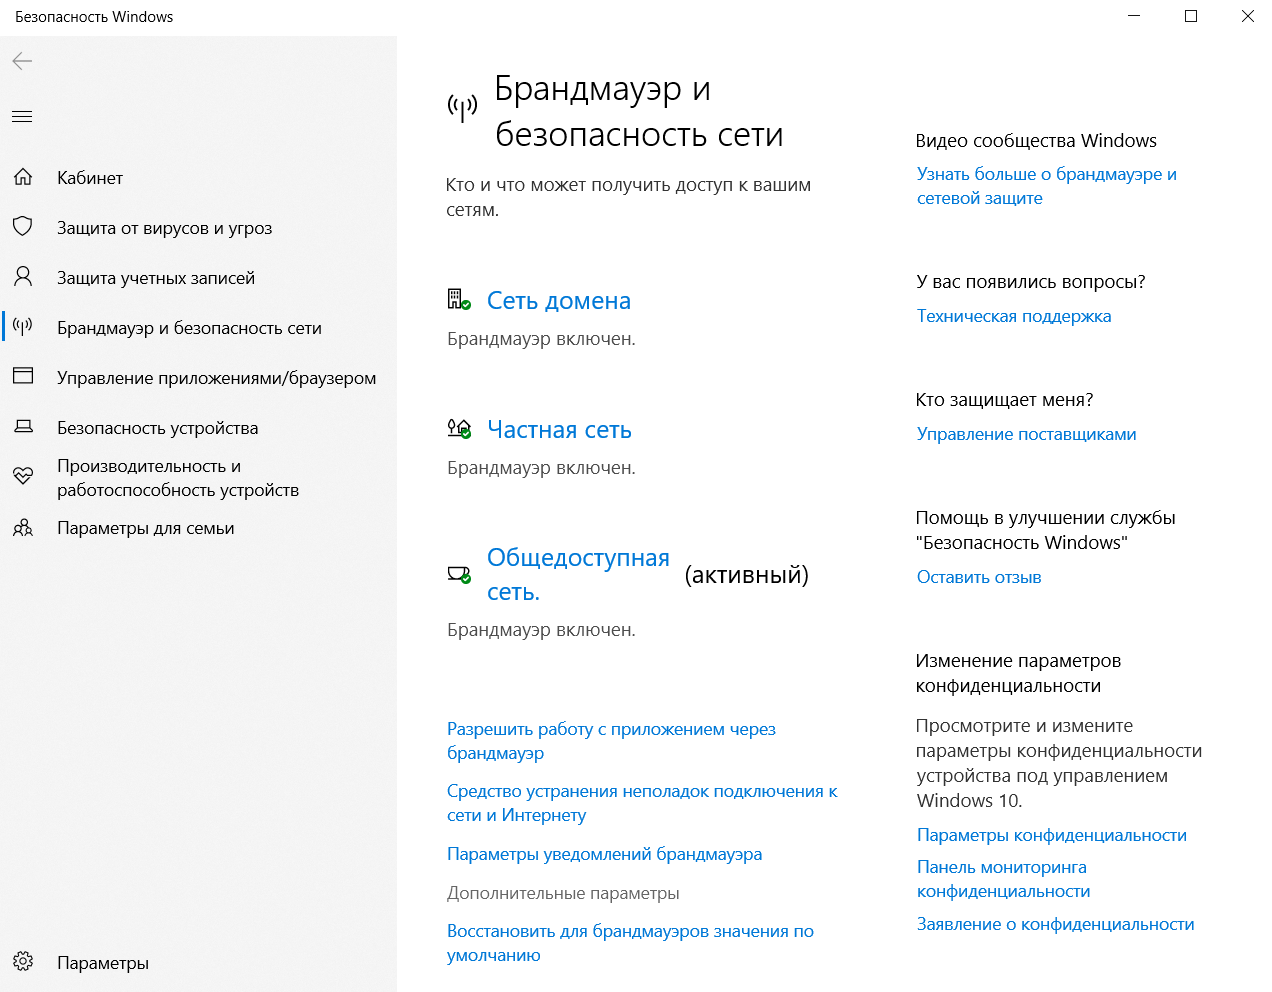 Безопасность Windows
Кабинет
Защита от вирусов и угроз
Защита учетных записей
Брандмауэр и безопасность сети
Управление приложениями/браузером
Безопасность устройства
Производительность и
работоспособность устройств
Параметры для семьи
Параметры
Брандмауэр и
безопасность сети
Кто и что может получить доступ к вашим
сетям.
Сеть домена
Брандмауэр включен.
Частная сеть
Брандмауэр включен.
Общедоступная
сеть.
(активный)
Брандмауэр включен.
Разрешить работу с приложением через
брандмауэр
Средство устранения неполадок подключения к
сети и Интернету
Параметры уведомлений брандмауэра
Дополнительные параметры
Восстановить для брандмауэров значения по
умолчанию
Видео сообщества Windows
Узнать больше о брандмауэре и
сетевой защите
У вас появились вопросы?
Техническая поддержка
Кто защищает меня?
Управление поставщиками
Помощь в улучшении службы
"Безопасность Windows"
Оставить отзыв
Изменение параметров
конфиденциальности
Просмотрите и измените
параметры конфиденциальности
устройства под управлением
Windows 10.
Параметры конфиденциальности
Панель мониторинга
конфиденциальности
Заявление о конфиденциальности